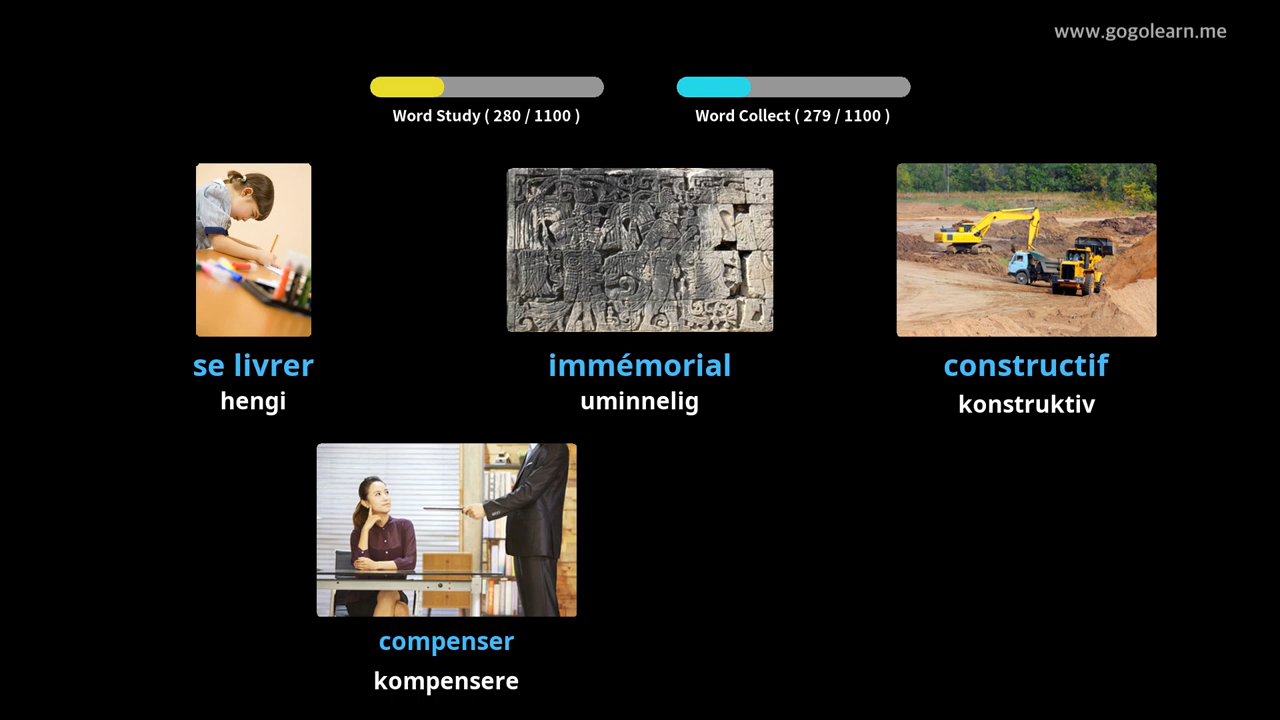 www.gogolearn.me
Word Study ( 280 / 1100 )
Word Collect ( 279 / 1100 )
se livrer
hengi
immémorial
uminnelig
constructif
konstruktiv
compenser
kompensere